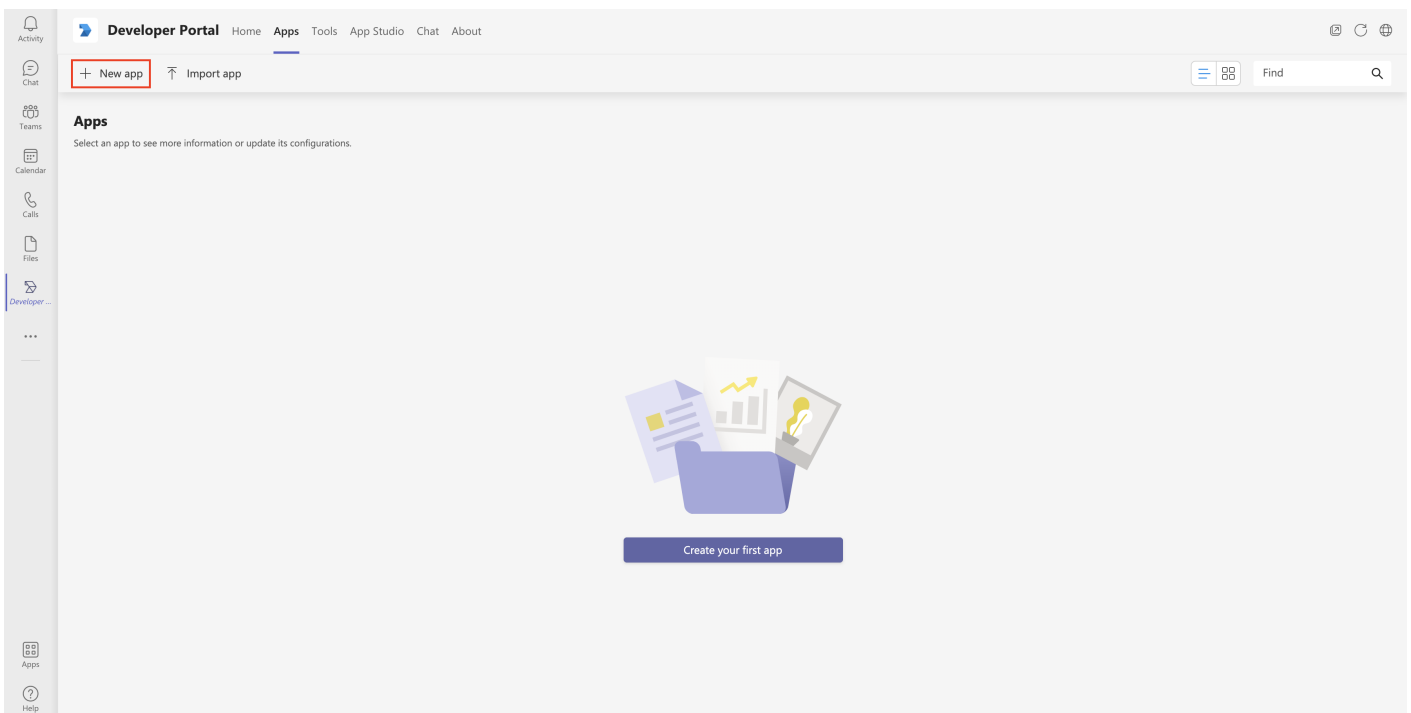 Activity
Chat
Teams
Calendar
Calls
Files
Developer ...
Apps
Help
Developer Portal Home Apps Tools App Studio Chat About
New app Import app Find
Apps
Select an app to see more information or update its configurations.
Create your first app